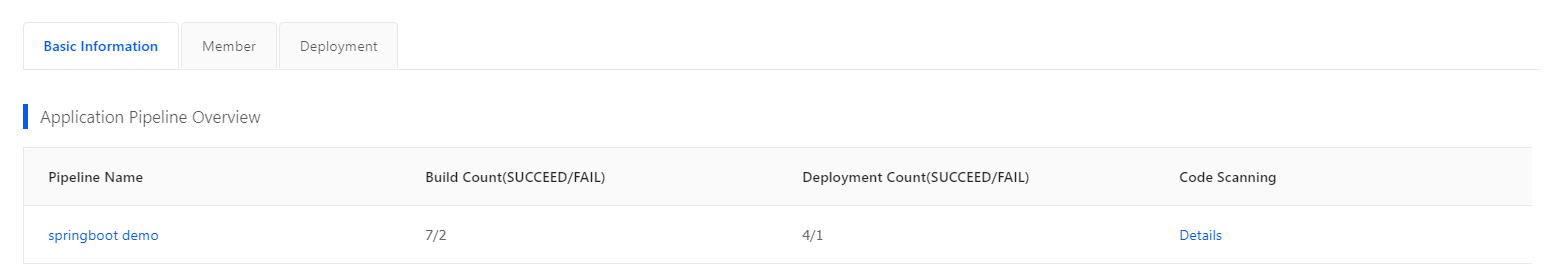 Basic Information Member Deployment
Application Pipeline Overview
Pipeline Name Build Count(SUCCEED/FAIL) Deployment Count(SUCCEED/FAIL) Code Scanning
springboot demo 7/2 4/1 Details